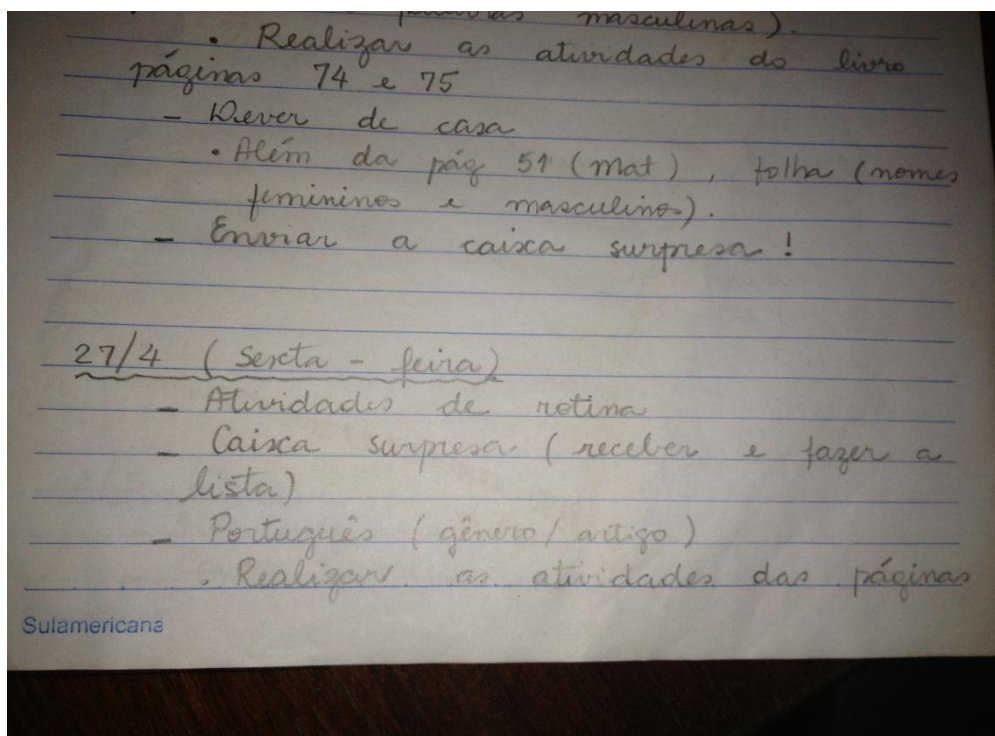 palavras masculinas).
• Realizar as atividades do livro
páginas 74 e 75
- Dever de casa
• Além da pág 51 (mat), folha (nomes
femininos e masculinos).
- Enviar a caixa surpresa!
27/4 (Sexta-feira)
- Atividades de rotina
- Caixa surpresa (receber e fazer a
lista)
- Português (gênero/artigo)
. Realizar as atividades das páginas
Sulamericana